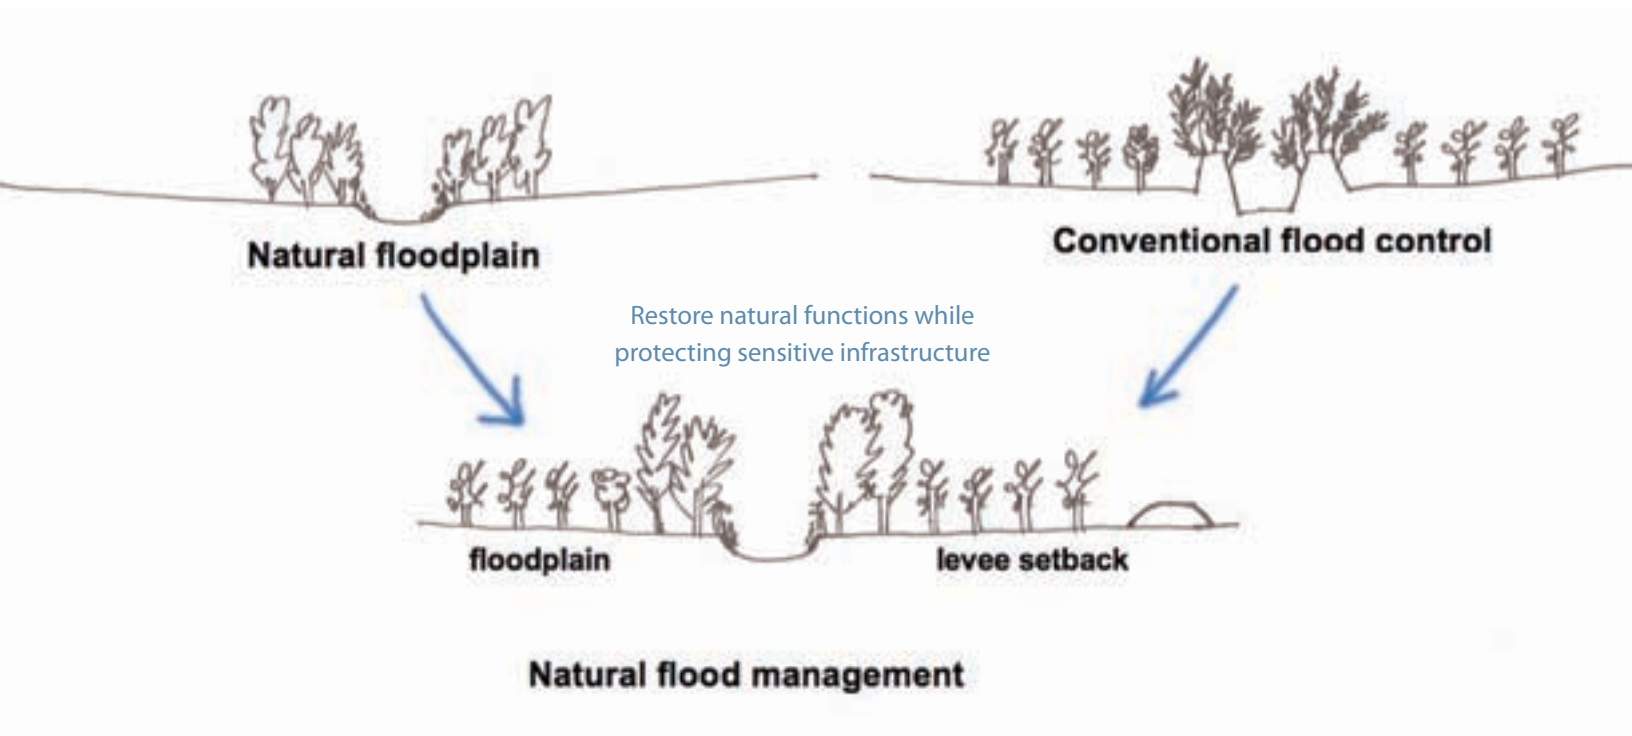 Natural floodplain
Conventional flood control
Restore natural functions while
protecting sensitive infrastructure
floodplain
levee setback
Natural flood management